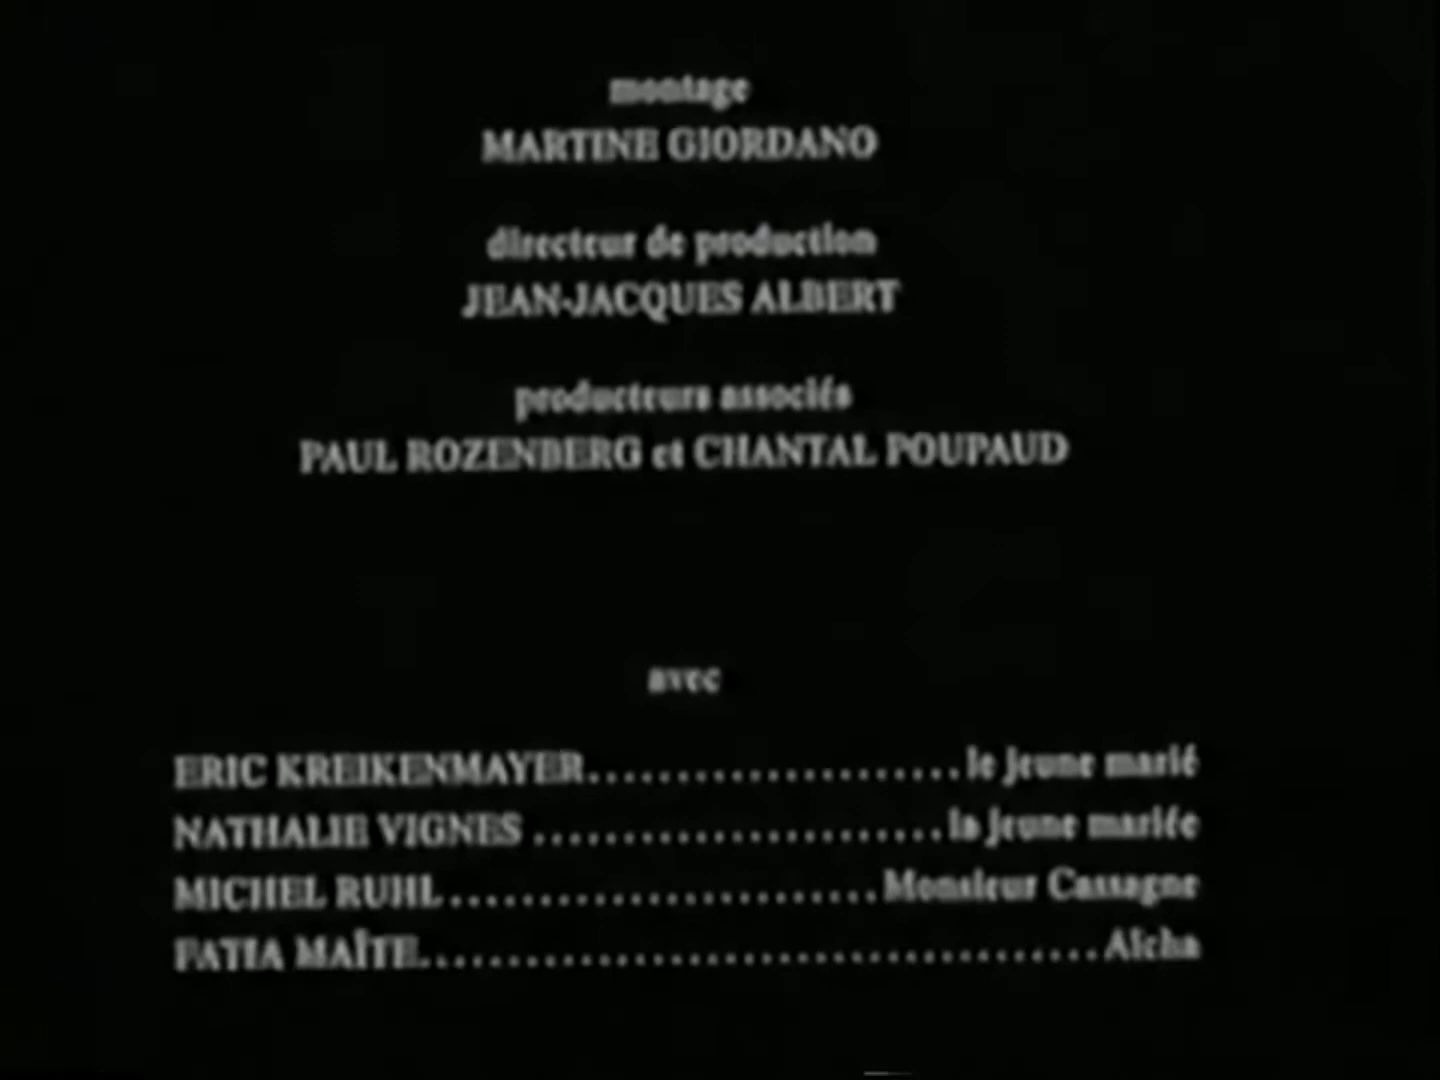 montage
MARTINE GIORDANO
directeur de production
JEAN-JACQUES ALBERT
producteurs associés
PAUL ROZENBERG et CHANTAL POUPAUD
avec
ERIC KREIKENMAYER.....................le jeune marié
NATHALIE VIGNES .......................la jeune mariée
MICHEL RUHL........................Monsieur Cassagne
FATIA MAÏTE......................................Aïcha